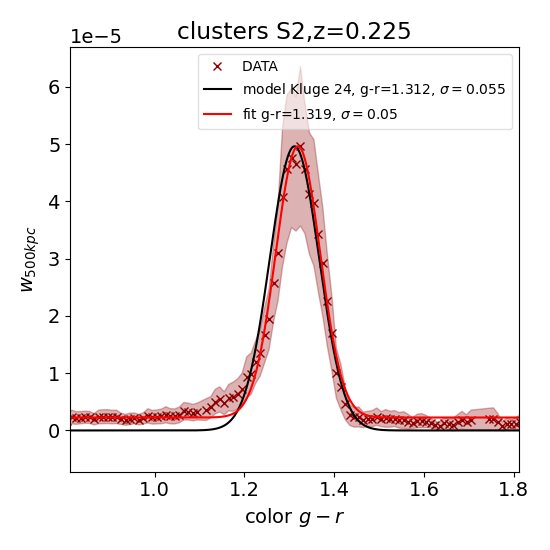 clusters S2,z=0.225
1e−5
DATA
model Kluge 24, g-r=1.312, σ = 0.055
fit g-r=1.319, σ = 0.05
6
5
4
3
2
1
0
w500kpc
1.0 1.2 1.4 1.6 1.8
color g − r